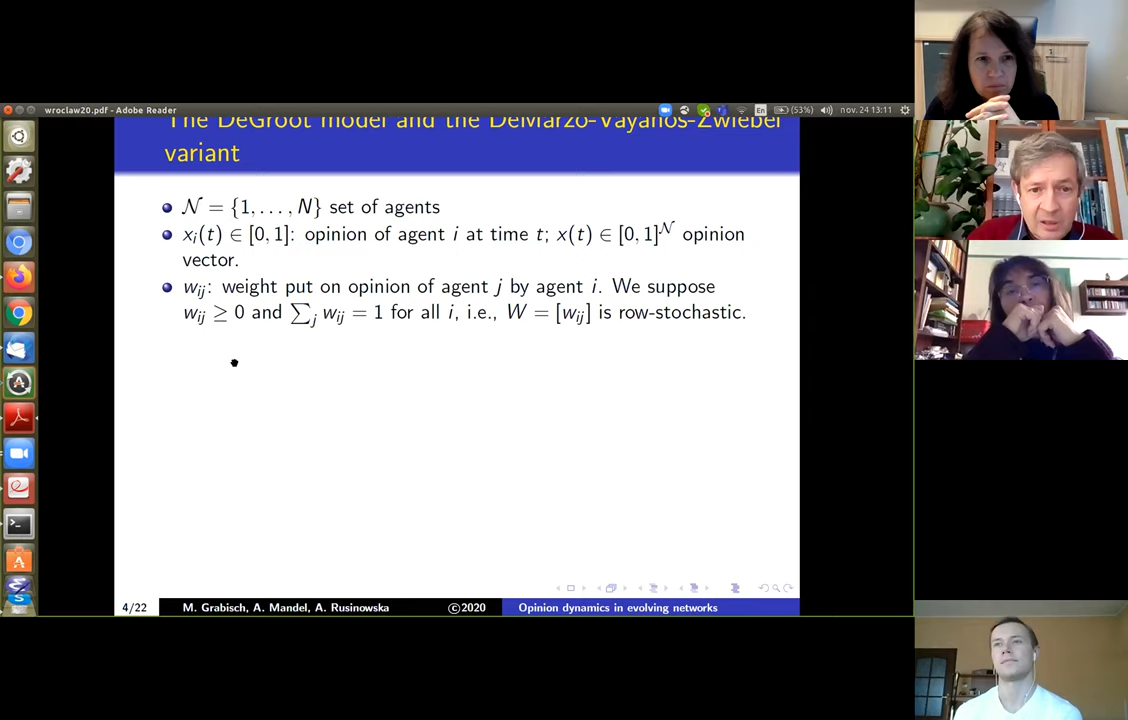 wroclaw20.pdf - Adobe Reader
En
(53%)
nov. 24 13:11
The DeGroot model and the DeMarzo-Vayanos-Zwiebel
variant
𝒩 = {1, . . . , N} set of agents
xᵢ(t) ∈ [0, 1]: opinion of agent i at time t; x(t) ∈ [0, 1]^𝒩 opinion
vector.
wᵢⱼ: weight put on opinion of agent j by agent i. We suppose
wᵢⱼ ≥ 0 and ∑ⱼ wᵢⱼ = 1 for all i, i.e., W = [wᵢⱼ] is row-stochastic.
4/22
M. Grabisch, A. Mandel, A. Rusinowska
©2020
Opinion dynamics in evolving networks